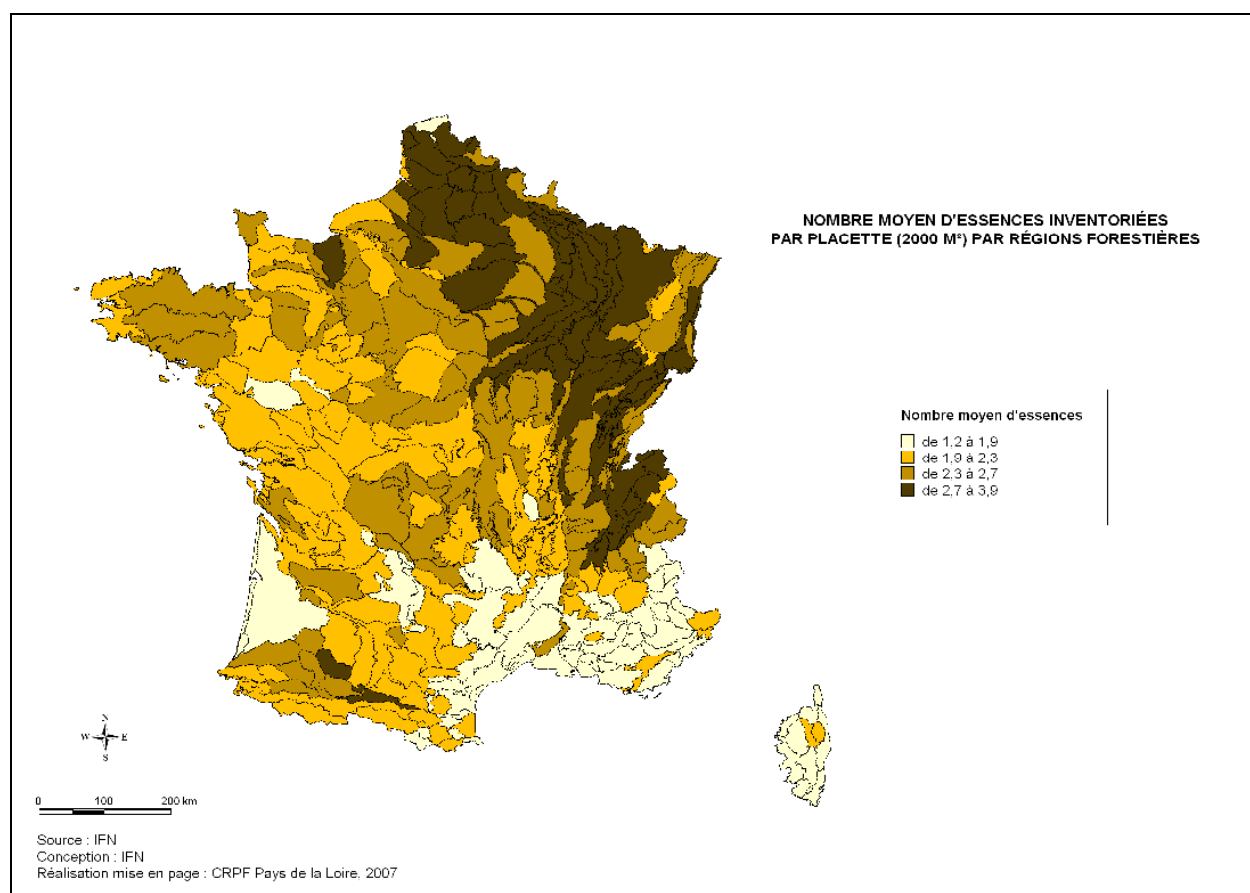 NOMBRE MOYEN D'ESSENCES INVENTORIÉES
PAR PLACETTE (2000 M²) PAR RÉGIONS FORESTIÈRES
Nombre moyen d'essences
de 1,2 à 1,9
de 1,9 à 2,3
de 2,3 à 2,7
de 2,7 à 3,9
N
W E
S
0 100 200 km
Source : IFN
Conception : IFN
Réalisation mise en page : CRPF Pays de la Loire, 2007